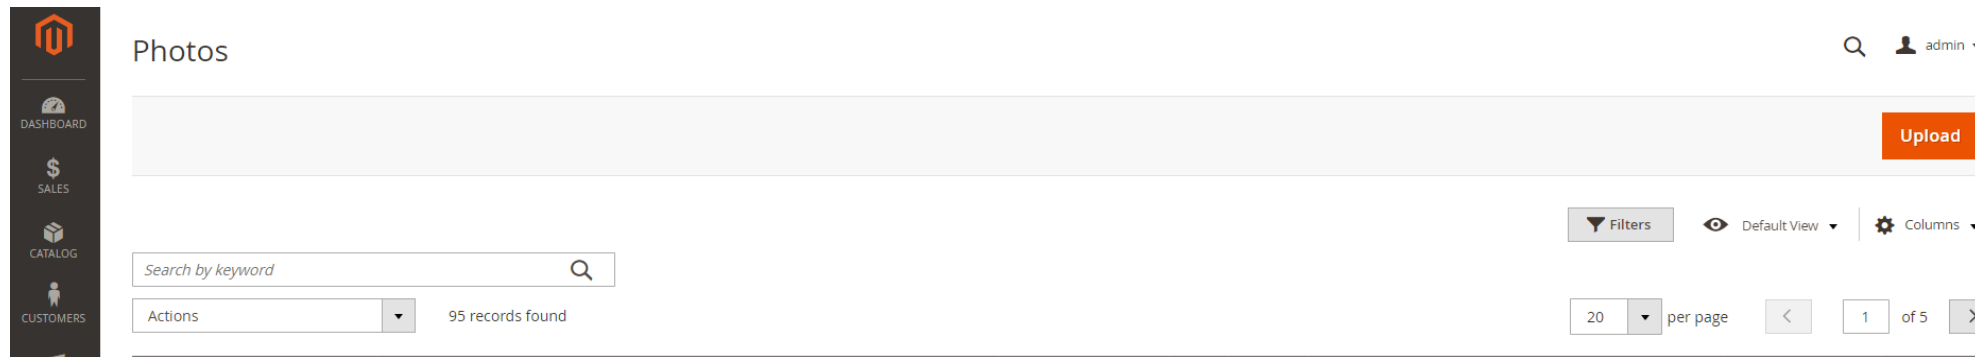 Photos
admin
DASHBOARD
Upload
SALES
Filters
Default View
Columns
CATALOG
Search by keyword
CUSTOMERS
Actions
95 records found
20
per page
1
of 5